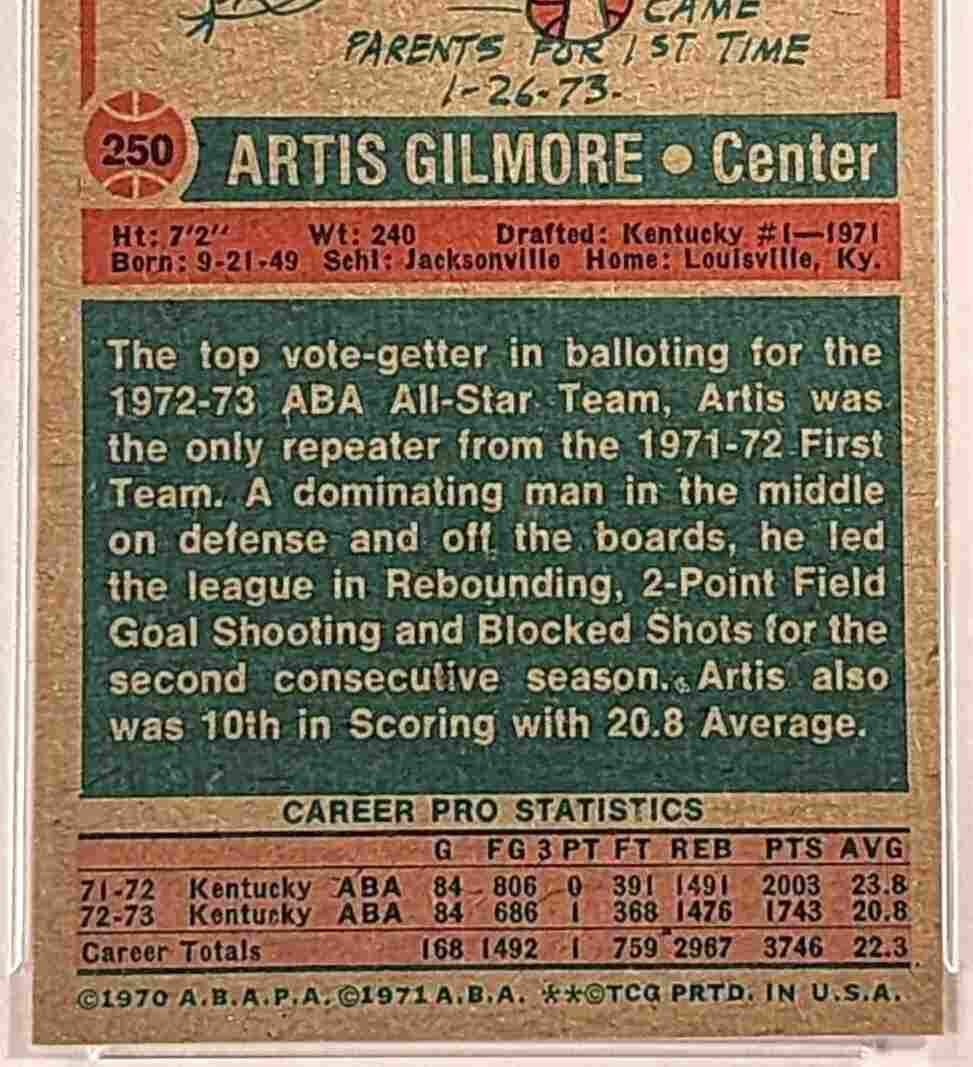 CAME
PARENTS FOR 1ST TIME
1-26-73.
250 ARTIS GILMORE • Center
Ht: 7'2" Wt: 240 Drafted: Kentucky #1—1971
Born: 9-21-49 Schl: Jacksonville Home: Louisville, Ky.
The top vote-getter in balloting for the
1972-73 ABA All-Star Team, Artis was
the only repeater from the 1971-72 First
Team. A dominating man in the middle
on defense and off the boards, he led
the league in Rebounding, 2-Point Field
Goal Shooting and Blocked Shots for the
second consecutive season. Artis also
was 10th in Scoring with 20.8 Average.
CAREER PRO STATISTICS
G FG 3 PT FT REB PTS AVG
71-72 Kentucky ABA 84 806 0 391 1491 2003 23.8
72-73 Kentucky ABA 84 686 1 368 1476 1743 20.8
Career Totals 168 1492 1 759 2967 3746 22.3
©1970 A.B.A.P.A. ©1971 A.B.A. **©TCG PRTD. IN U.S.A.